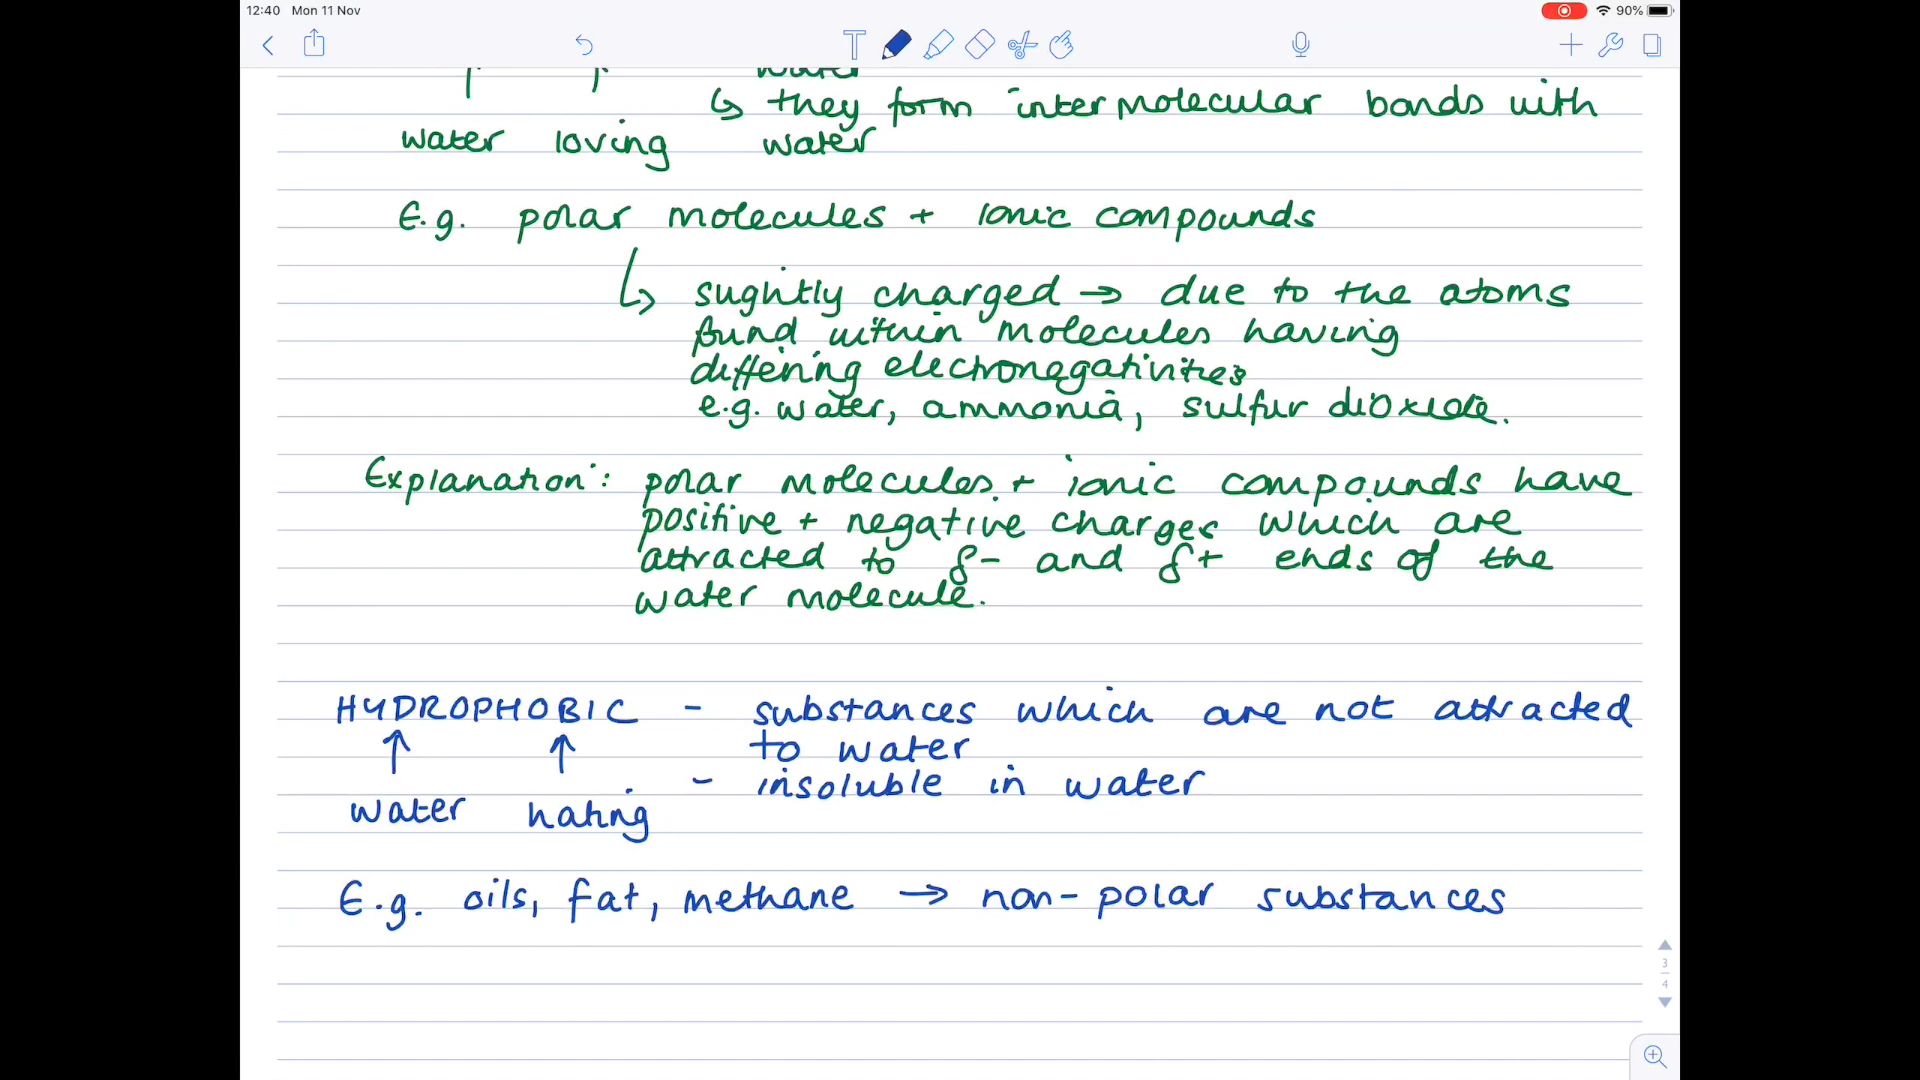 12:40 Mon 11 Nov
90%
T
water
↳ they form intermolecular bonds with
water loving water
E.g. polar molecules + ionic compounds
↳ slightly charged → due to the atoms
found within molecules having
differing electronegativities
e.g. water, ammonia, sulfur dioxide.
Explanation: polar molecules + ionic compounds have
positive + negative charges which are
attracted to δ- and δ+ ends of the
water molecule.
HYDROPHOBIC - substances which are not attracted
to water
- insoluble in water
water hating
E.g. oils, fat, methane → non-polar substances
3
4